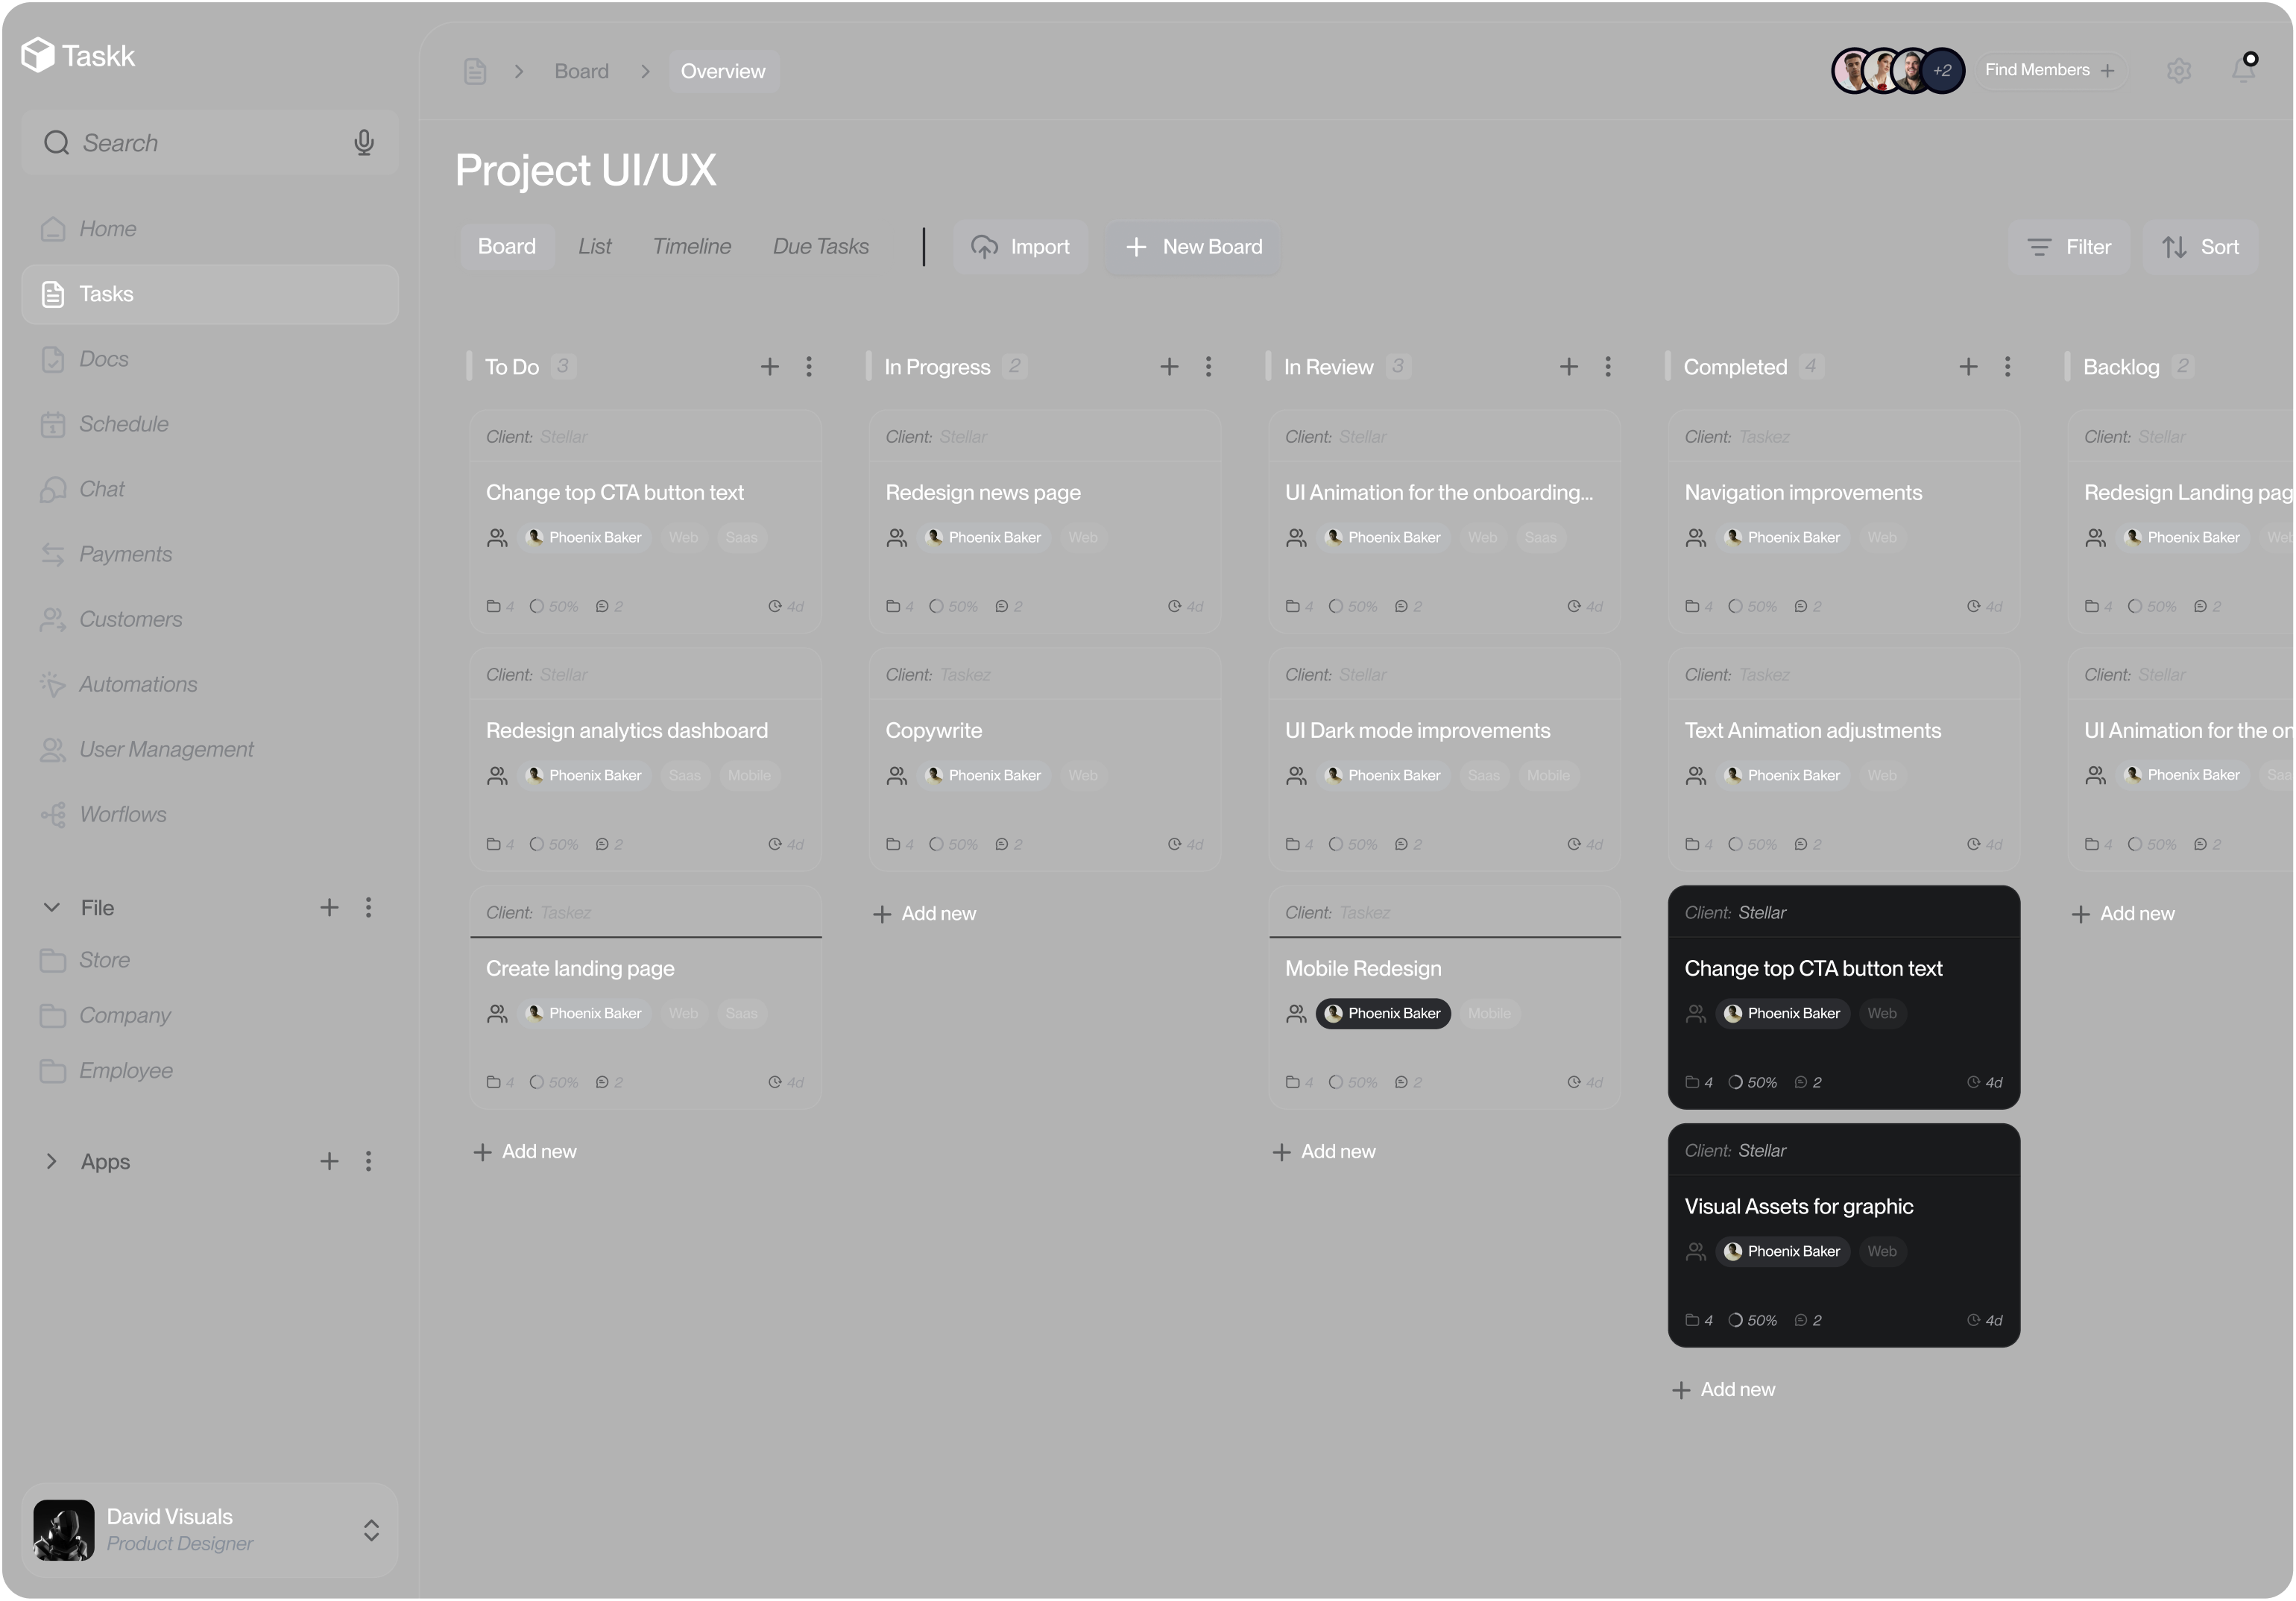 Taskk
Search
Home
Tasks
Docs
Schedule
Chat
Payments
Customers
Automations
User Management
Worflows
File
Store
Company
Employee
Apps
David Visuals
Product Designer
Board
Overview
+2
Find Members
Project UI/UX
Board List Timeline Due Tasks Import New Board Filter Sort
To Do 3
Client: Stellar
Change top CTA button text
Phoenix Baker Web Saas
4 50% 2 4d
Client: Stellar
Redesign analytics dashboard
Phoenix Baker Saas Mobile
4 50% 2 4d
Client: Taskez
Create landing page
Phoenix Baker Web Saas
4 50% 2 4d
Add new
In Progress 2
Client: Stellar
Redesign news page
Phoenix Baker Web
4 50% 2 4d
Client: Taskez
Copywrite
Phoenix Baker Web
4 50% 2 4d
Add new
In Review 3
Client: Stellar
UI Animation for the onboarding...
Phoenix Baker Web Saas
4 50% 2 4d
Client: Stellar
UI Dark mode improvements
Phoenix Baker Saas Mobile
4 50% 2 4d
Client: Taskez
Mobile Redesign
Phoenix Baker Mobile
4 50% 2 4d
Add new
Completed 4
Client: Taskez
Navigation improvements
Phoenix Baker Web
4 50% 2 4d
Client: Taskez
Text Animation adjustments
Phoenix Baker Web
4 50% 2 4d
Client: Stellar
Change top CTA button text
Phoenix Baker Web
4 50% 2 4d
Client: Stellar
Visual Assets for graphic
Phoenix Baker Web
4 50% 2 4d
Add new
Backlog 2
Client: Stellar
Redesign Landing pag
Phoenix Baker Web
4 50% 2
Client: Stellar
UI Animation for the on
Phoenix Baker Saa
4 50% 2
Add new